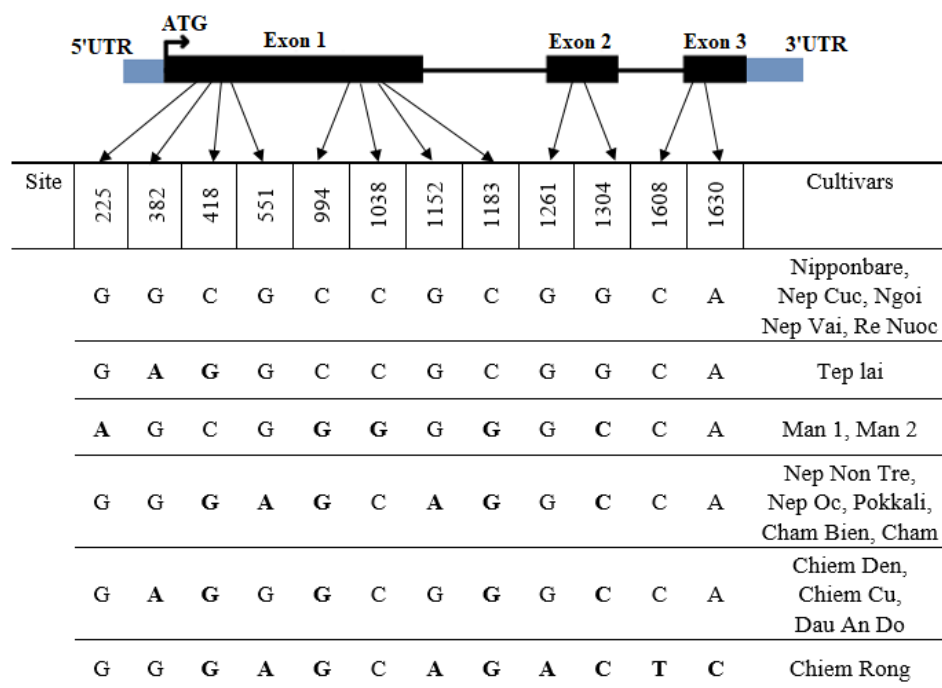 ATG
5'UTR Exon 1 Exon 2 Exon 3 3'UTR
Site 225 382 418 551 994 1038 1152 1183 1261 1304 1608 1630 Cultivars
Nipponbare,
G G C G C C G C G G C A Nep Cuc, Ngoi
Nep Vai, Re Nuoc
G A G G C C G C G G C A Tep lai
A G C G G G G G G C C A Man 1, Man 2
Nep Non Tre,
G G G A G C A G G C C A Nep Oc, Pokkali,
Cham Bien, Cham
Chiem Den,
G A G G G C G G G C C A Chiem Cu,
Dau An Do
G G G A G C A G A C T C Chiem Rong